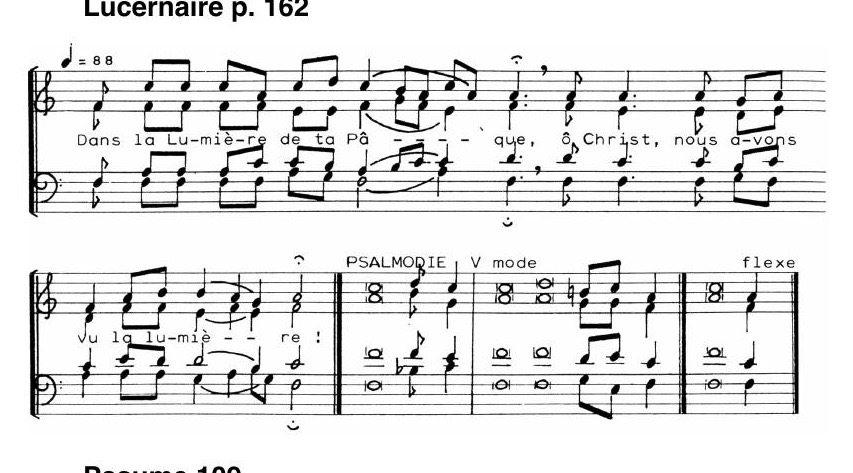 Lucernaire p. 162
♩ = 88
Dans la Lu-miè-re de ta Pâ - - - - que, ô Christ, nous a-vons
PSALMODIE V mode flexe
vu la lu-miè - - re !
Psaume 109